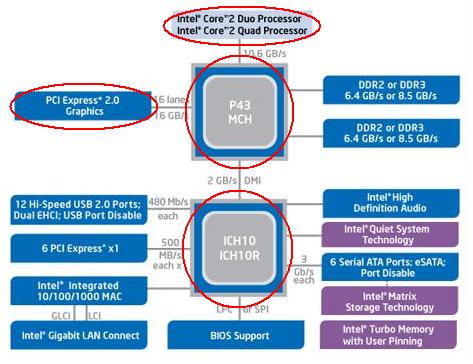 Intel® Core™2 Duo Processor
Intel® Core™2 Quad Processor
10.6 GB/s
PCI Express* 2.0
Graphics
16 lanes
16 GB/s
P43
MCH
DDR2 or DDR3
6.4 GB/s or 8.5 GB/s
DDR2 or DDR3
6.4 GB/s or 8.5 GB/s
2 GB/s DMI
12 Hi-Speed USB 2.0 Ports;
Dual EHCI; USB Port Disable
480 Mb/s
each
6 PCI Express* x1
500
MB/s
each x1
Intel® Integrated
10/100/1000 MAC
GLCI LCI
Intel® Gigabit LAN Connect
ICH10
ICH10R
LPC or SPI
BIOS Support
Intel® High
Definition Audio
Intel® Quiet System
Technology
3
Gb/s
each
6 Serial ATA Ports; eSATA;
Port Disable
Intel® Matrix
Storage Technology
Intel® Turbo Memory
with User Pinning